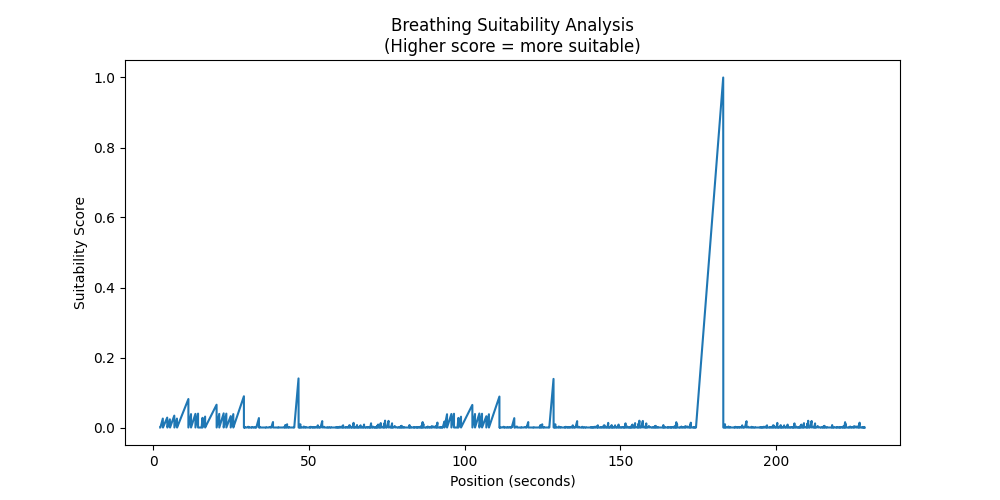 Breathing Suitability Analysis
(Higher score = more suitable)
1.0
0.8
0.6
0.4
0.2
0.0
Suitability Score
0 50 100 150 200
Position (seconds)